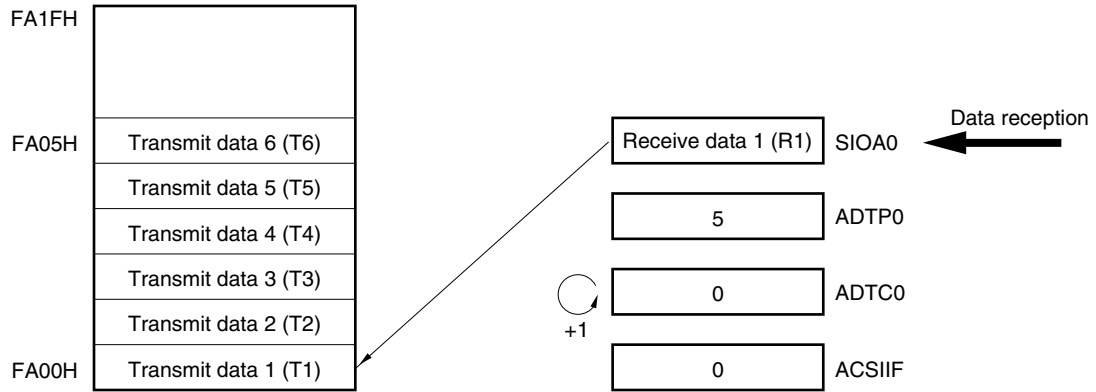 FA1FH
Data reception
FA05H
Transmit data 6 (T6)
Receive data 1 (R1)
SIOA0
Transmit data 5 (T5)
5
ADTP0
Transmit data 4 (T4)
Transmit data 3 (T3)
0
ADTC0
+1
Transmit data 2 (T2)
FA00H
Transmit data 1 (T1)
0
ACSIIF